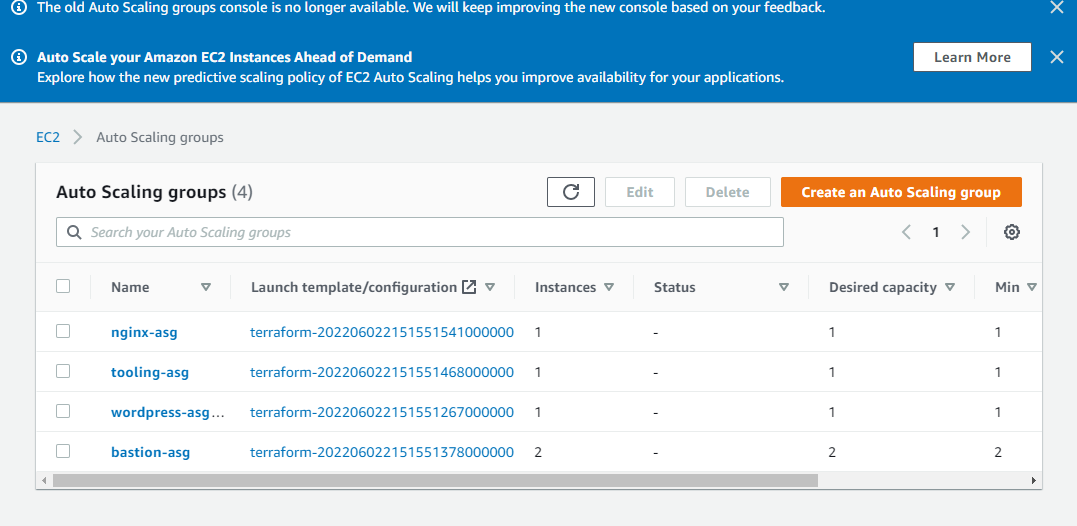 The old Auto Scaling groups console is no longer available. We will keep improving the new console based on your feedback.
Auto Scale your Amazon EC2 Instances Ahead of Demand
Learn More
Explore how the new predictive scaling policy of EC2 Auto Scaling helps you improve availability for your applications.
EC2 > Auto Scaling groups
Auto Scaling groups (4) Edit Delete Create an Auto Scaling group
Search your Auto Scaling groups 1
Name Launch template/configuration Instances Status Desired capacity Min
nginx-asg terraform-20220602215155154100000 1 - 1 1
tooling-asg terraform-20220602215155146800000 1 - 1 1
wordpress-asg... terraform-20220602215155126700000 1 - 1 1
bastion-asg terraform-20220602215155137800000 2 - 2 2